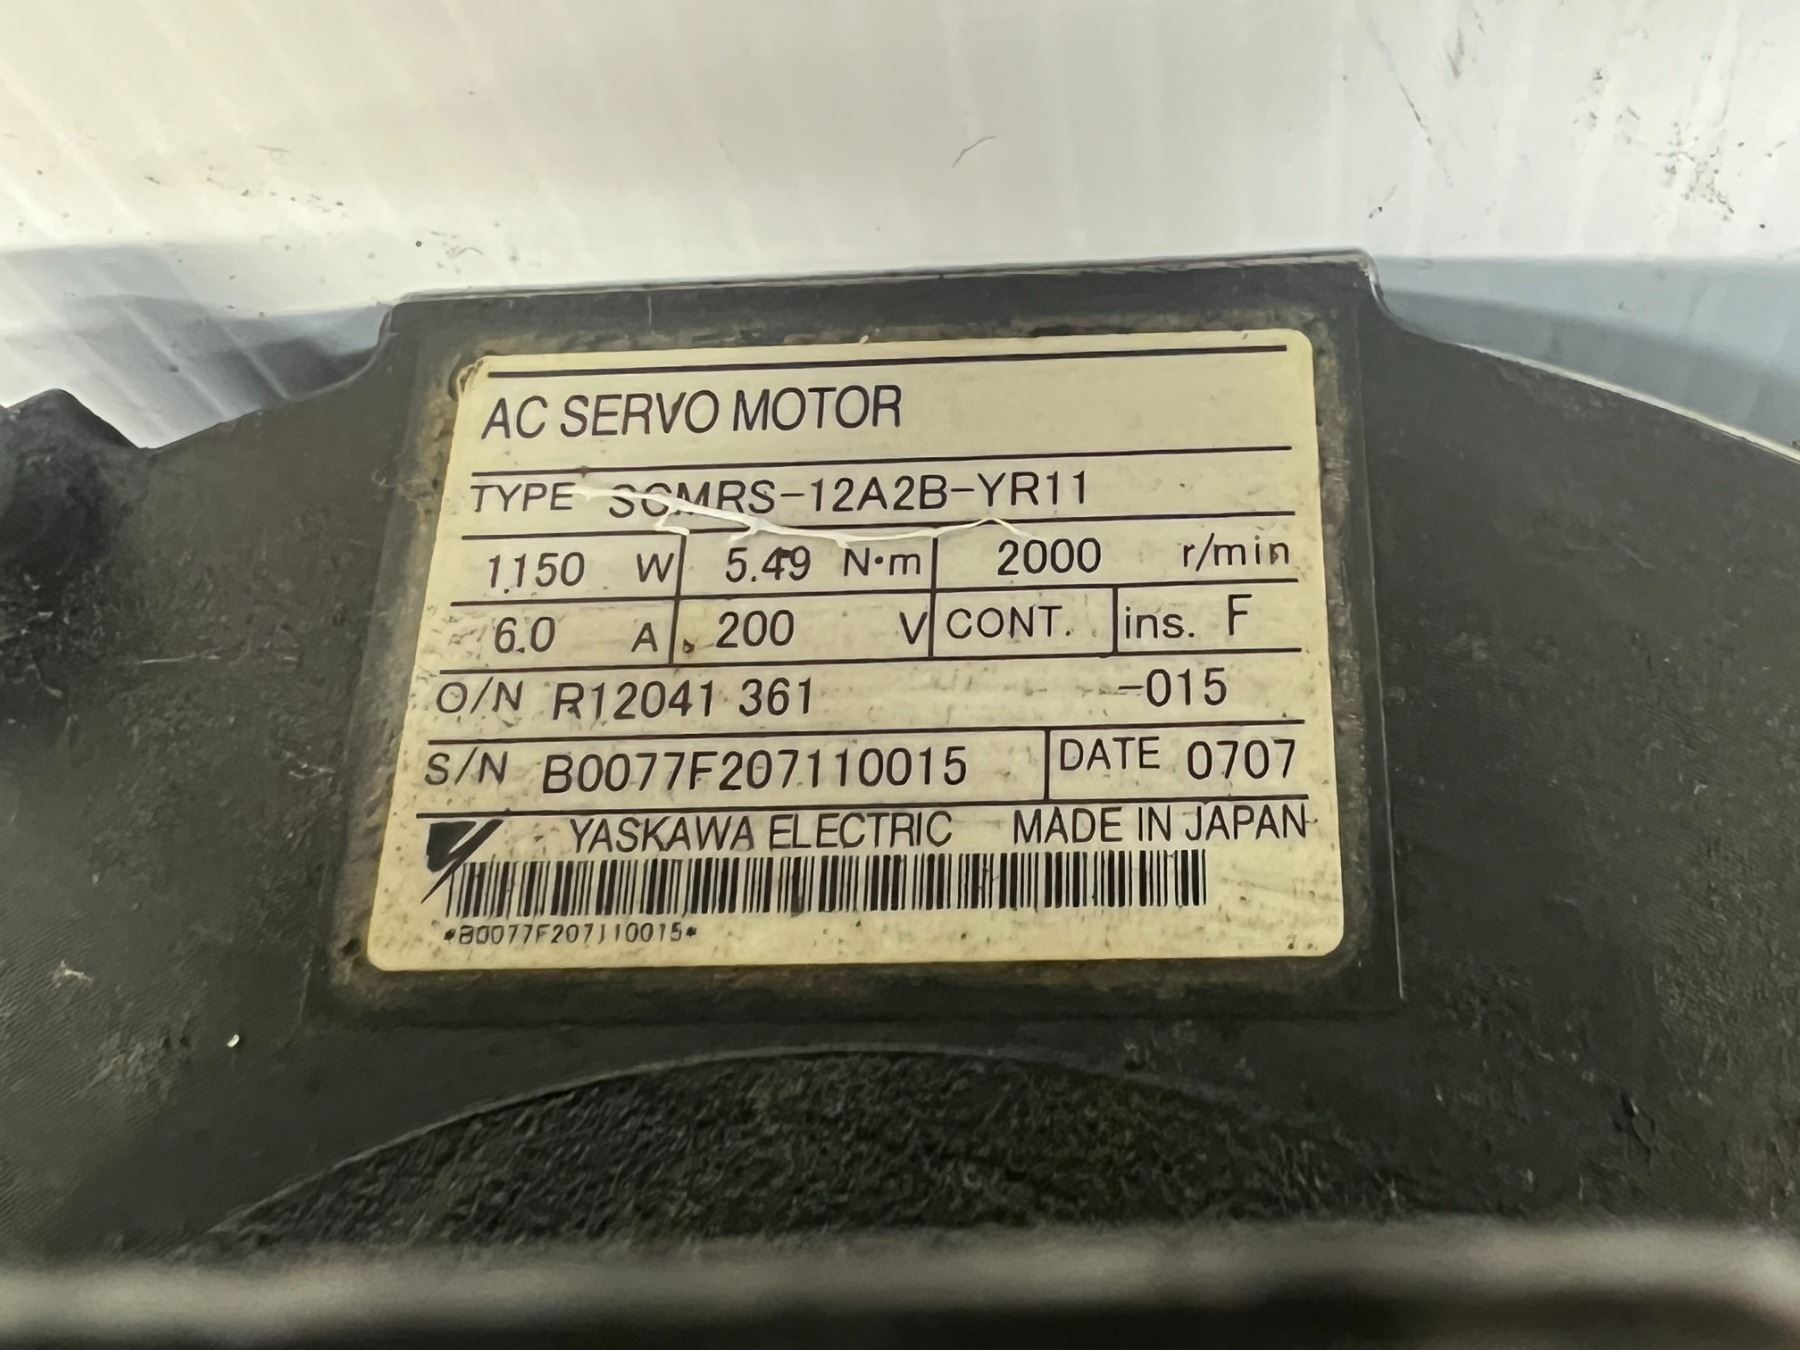 AC SERVO MOTOR
TYPE SGMRS-12A2B-YR11
1150 W 5.49 N·m 2000 r/min
6.0 A 200 V CONT. ins. F
O/N R12041 361 -015
S/N B0077F207110015 DATE 0707
YASKAWA ELECTRIC MADE IN JAPAN
*B0077F207110015*